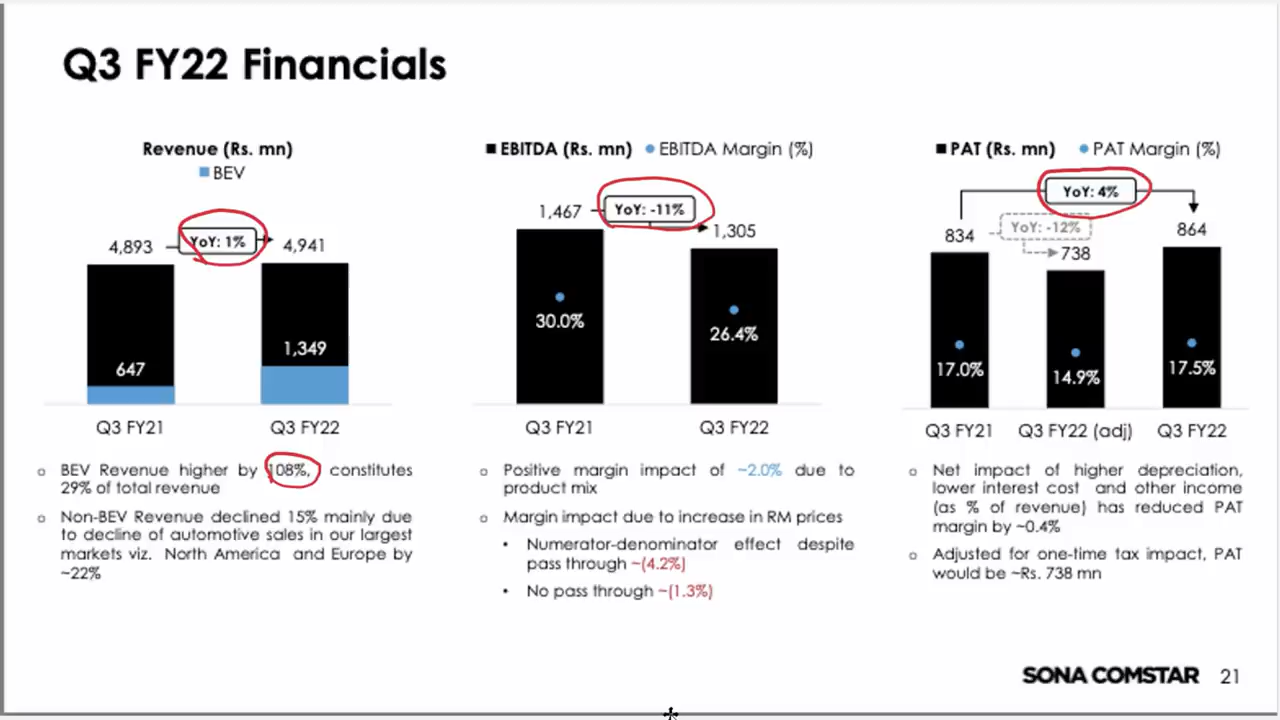 Q3 FY22 Financials
Revenue (Rs. mn)
BEV
4,893
YoY: 1%
4,941
647
1,349
Q3 FY21
Q3 FY22
BEV Revenue higher by 108%, constitutes
29% of total revenue
Non-BEV Revenue declined 15% mainly due
to decline of automotive sales in our largest
markets viz. North America and Europe by
~22%
EBITDA (Rs. mn) EBITDA Margin (%)
1,467
YoY: -11%
1,305
30.0%
26.4%
Q3 FY21
Q3 FY22
Positive margin impact of ~2.0% due to
product mix
Margin impact due to increase in RM prices
Numerator-denominator effect despite
pass through ~(4.2%)
No pass through ~(1.3%)
PAT (Rs. mn) PAT Margin (%)
YoY: 4%
834
YoY: -12%
738
864
17.0%
14.9%
17.5%
Q3 FY21
Q3 FY22 (adj)
Q3 FY22
Net impact of higher depreciation,
lower interest cost and other income
(as % of revenue) has reduced PAT
margin by ~0.4%
Adjusted for one-time tax impact, PAT
would be ~Rs. 738 mn
SONA COMSTAR 21